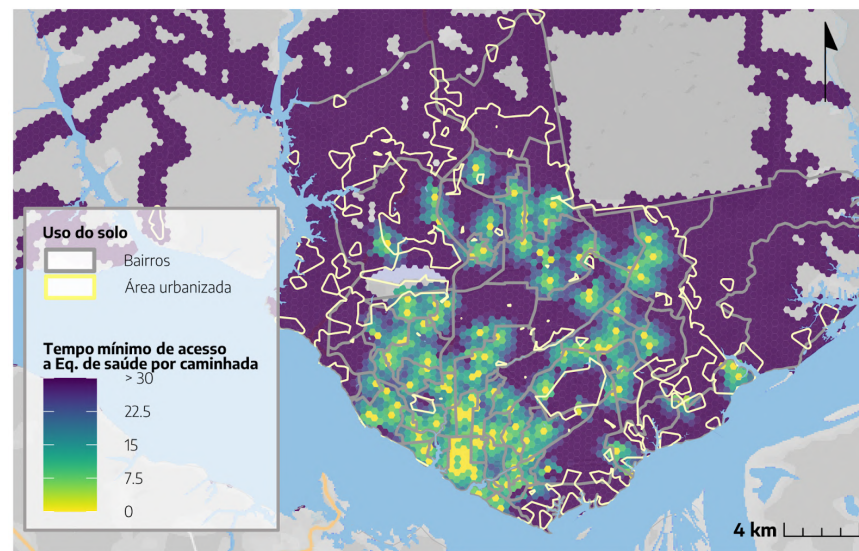 Uso do solo
Bairros
Área urbanizada
Tempo mínimo de acesso
a Eq. de saúde por caminhada
> 30
22.5
15
7.5
0
4 km